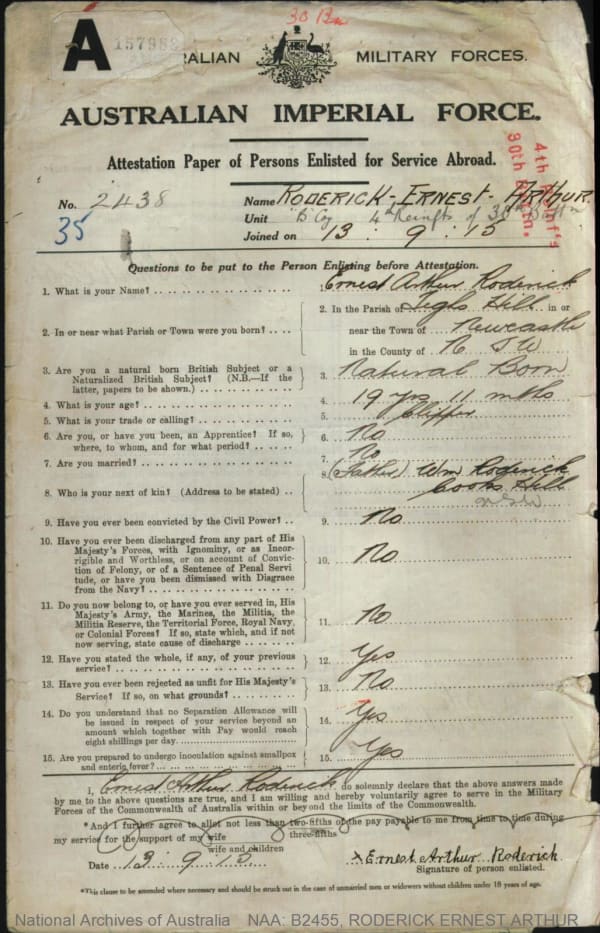 30 Bn
A
157989
AUSTRALIAN MILITARY FORCES.
AUSTRALIAN IMPERIAL FORCE.
Attestation Paper of Persons Enlisted for Service Abroad.
No. 2438
35
Name RODERICK - ERNEST - ARTHUR.
Unit "B" Coy 4th Reinfts of 30th Batt'n
4th Reinf's
30th Battn.
Joined on 13 : 9 : 15
Questions to be put to the Person Enlisting before Attestation.
1. What is your Name? 1. Ernest Arthur Roderick
2. In or near what Parish or Town were you born?
2. In the Parish of Tighs Hill in or
near the Town of Newcastle
in the County of N S W
3. Are you a natural born British Subject or a
Naturalized British Subject? (N.B.—If the
latter, papers to be shown.)
3. Natural Born
4. What is your age? 4. 19 yrs 11 mths
5. What is your trade or calling? 5. Clipper
6. Are you, or have you been, an Apprentice? If so,
where, to whom, and for what period?
6. No
7. Are you married? 7. No
8. Who is your next of kin? (Address to be stated)
8. (Father) Wm Roderick
Cooks Hill
NSW
9. Have you ever been convicted by the Civil Power? 9. No
10. Have you ever been discharged from any part of His
Majesty's Forces, with Ignominy, or as Incor-
rigible and Worthless, or on account of Convic-
tion of Felony, or of a Sentence of Penal Servi
tude, or have you been dismissed with Disgrace
from the Navy?
10. No
11. Do you now belong to, or have you ever served in, His
Majesty's Army, the Marines, the Militia, the
Militia Reserve, the Territorial Force, Royal Navy
or Colonial Forces? If so, state which, and if not
now serving, state cause of discharge
11. No
12. Have you stated the whole, if any, of your previous
service?
12. Yes
13. Have you ever been rejected as unfit for His Majesty's
Service? If so, on what grounds?
13. No
14. Do you understand that no Separation Allowance will
be issued in respect of your service beyond an
amount which together with Pay would reach
eight shillings per day
14. Yes
15. Are you prepared to undergo inoculation against smallpox
and enteric fever?
15. Yes
I, Ernest Arthur Roderick do solemnly declare that the above answers made
by me to the above questions are true, and I am willing and hereby voluntarily agree to serve in the Military
Forces of the Commonwealth of Australia within or beyond the limits of the Commonwealth.
*And I further agree to allot not less than two-fifths of the pay payable to me from time to time during
three-fifths
my service for the support of my wife
wife and children
Date 13 9 15
x Ernest Arthur Roderick
Signature of person enlisted.
*This clause to be amended where necessary and should be struck out in the case of unmarried men or widowers without children under 18 years of age.
National Archives of Australia NAA: B2455, RODERICK ERNEST ARTHUR